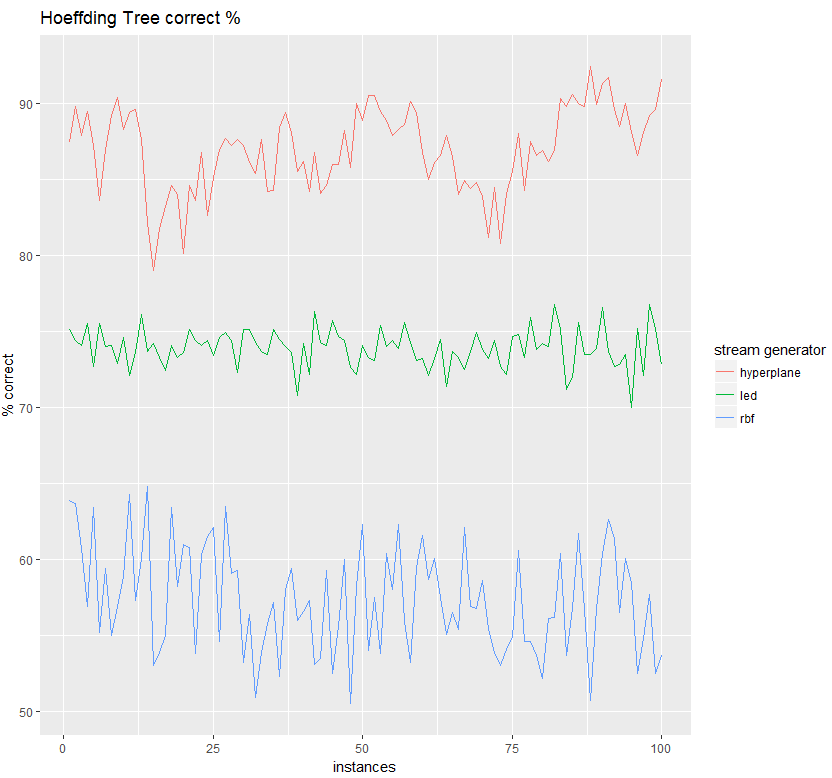 Hoeffding Tree correct %
% correct
90
80
70
60
50
0
25
50
75
100
instances
stream generator
hyperplane
led
rbf